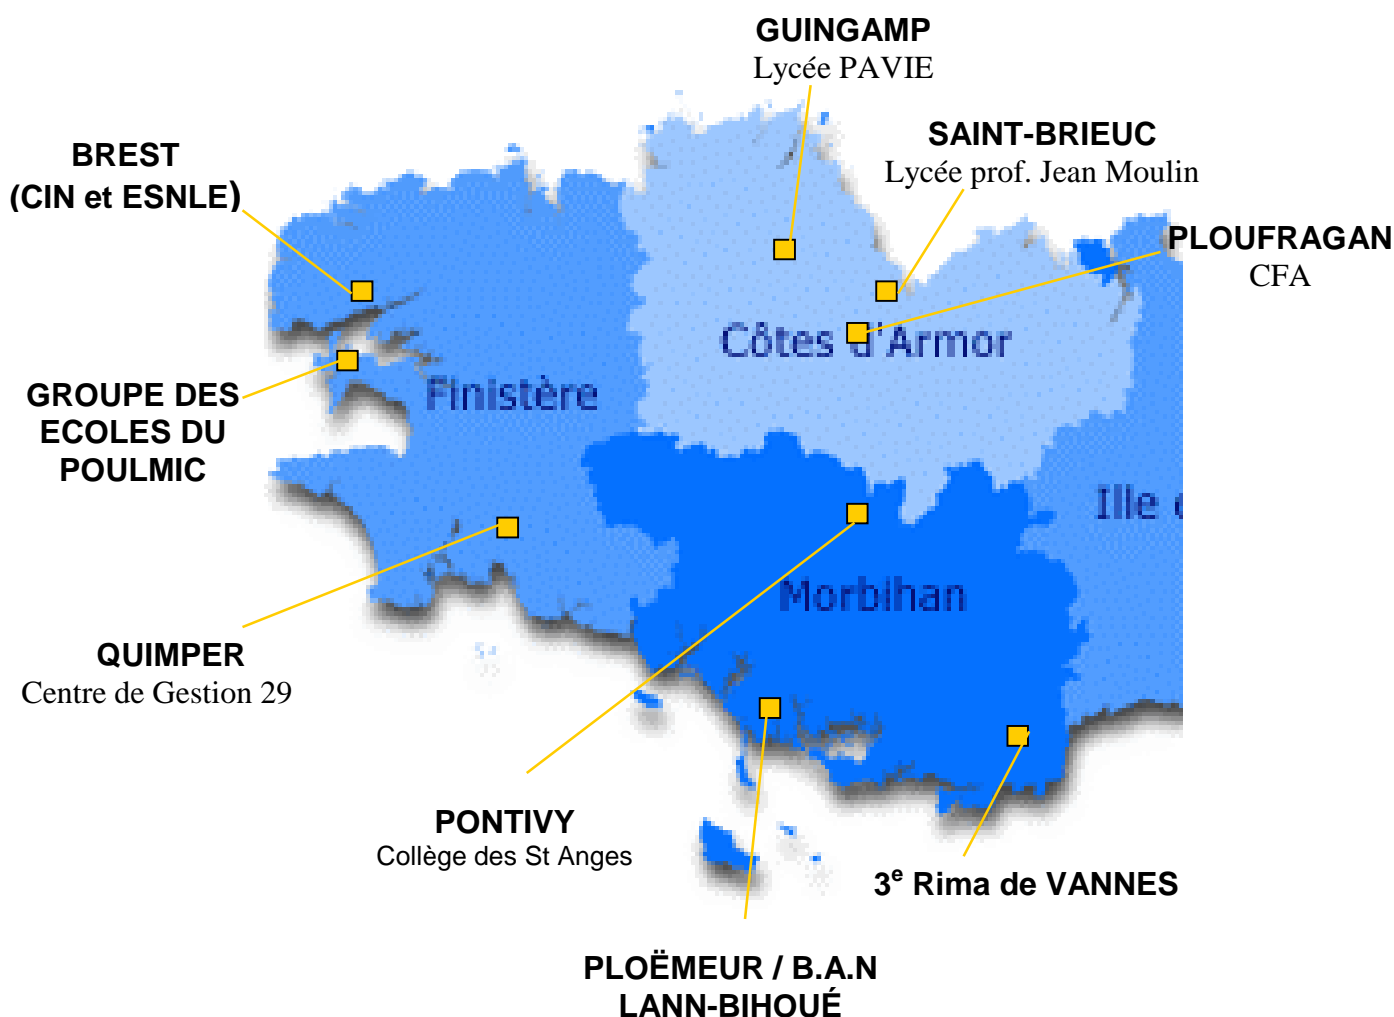 GUINGAMP
Lycée PAVIE
SAINT-BRIEUC
Lycée prof. Jean Moulin
BREST
(CIN et ESNLE)
PLOUFRAGAN
CFA
Côtes d'Armor
GROUPE DES
ECOLES DU
POULMIC
Finistère
Ille
Morbihan
QUIMPER
Centre de Gestion 29
PONTIVY
Collège des St Anges
3e Rima de VANNES
PLOËMEUR / B.A.N
LANN-BIHOUÉ